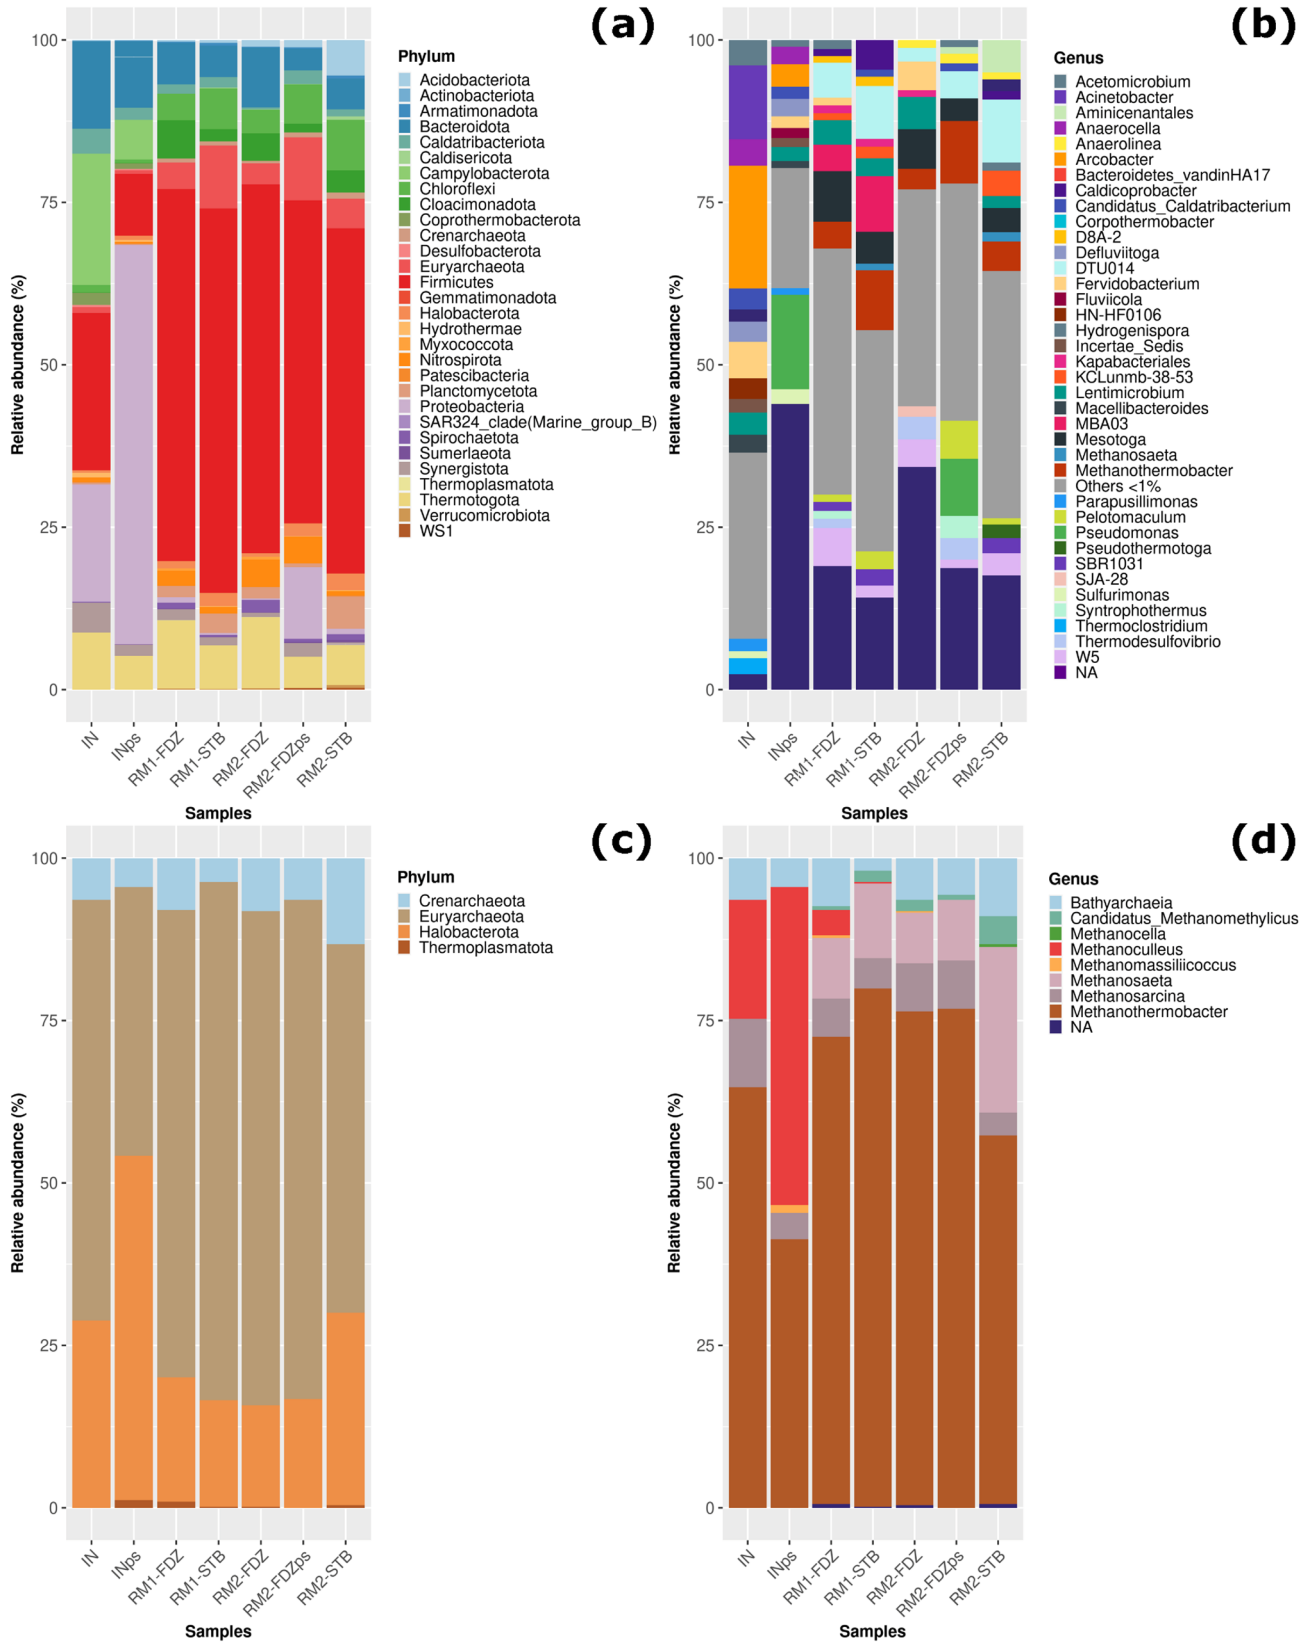 (a)
Phylum
Acidobacteriota
Actinobacteriota
Armatimonadota
Bacteroidota
Caldatribacteriota
Caldisericota
Campylobacterota
Chloroflexi
Cloacimonadota
Coprothermobacterota
Crenarchaeota
Desulfobacterota
Euryarchaeota
Firmicutes
Gemmatimonadota
Halobacterota
Hydrothermae
Myxococcota
Nitrospirota
Patescibacteria
Planctomycetota
Proteobacteria
SAR324_clade(Marine_group_B)
Spirochaetota
Sumerlaeota
Synergistota
Thermoplasmatota
Thermotogota
Verrucomicrobiota
WS1
Relative abundance (%)
100
75
50
25
0
IN
INps
RM1-FDZ
RM1-STB
RM2-FDZ
RM2-FDZps
RM2-STB
Samples
(b)
Genus
Acetomicrobium
Acinetobacter
Aminicenantales
Anaerocella
Anaerolinea
Arcobacter
Bacteroidetes_vandinHA17
Caldicoprobacter
Candidatus_Caldatribacterium
Corpothermobacter
D8A-2
Defluviitoga
DTU014
Fervidobacterium
Fluviicola
HN-HF0106
Hydrogenispora
Incertae_Sedis
Kapabacteriales
KCLunmb-38-53
Lentimicrobium
Macellibacteroides
MBA03
Mesotoga
Methanosaeta
Methanothermobacter
Others <1%
Parapusillimonas
Pelotomaculum
Pseudomonas
Pseudothermotoga
SBR1031
SJA-28
Sulfurimonas
Syntrophothermus
Thermoclostridium
Thermodesulfovibrio
W5
NA
Relative abundance (%)
100
75
50
25
0
IN
INps
RM1-FDZ
RM1-STB
RM2-FDZ
RM2-FDZps
RM2-STB
Samples
(c)
Phylum
Crenarchaeota
Euryarchaeota
Halobacterota
Thermoplasmatota
Relative abundance (%)
100
75
50
25
0
IN
INps
RM1-FDZ
RM1-STB
RM2-FDZ
RM2-FDZps
RM2-STB
Samples
(d)
Genus
Bathyarchaeia
Candidatus_Methanomethylicus
Methanocella
Methanoculleus
Methanomassiliicoccus
Methanosaeta
Methanosarcina
Methanothermobacter
NA
Relative abundance (%)
100
75
50
25
0
IN
INps
RM1-FDZ
RM1-STB
RM2-FDZ
RM2-FDZps
RM2-STB
Samples